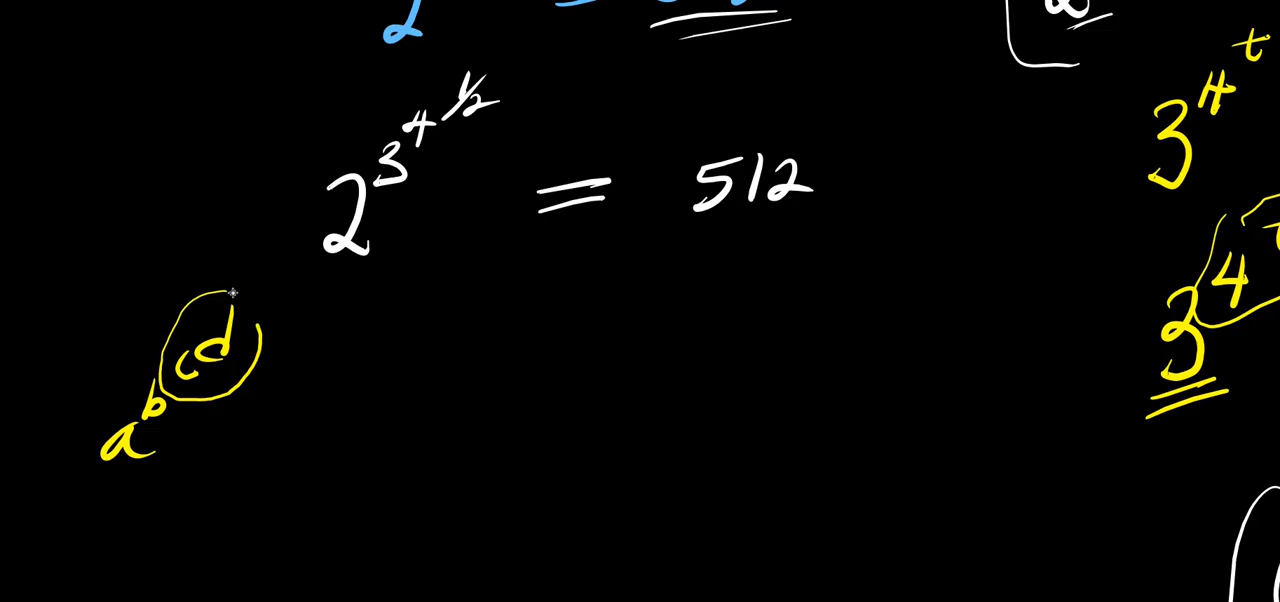 2^{3^{4^{1/2}}} = 512
a^{b^{c^{d}}}
3^{4^{t}}
3^{4}